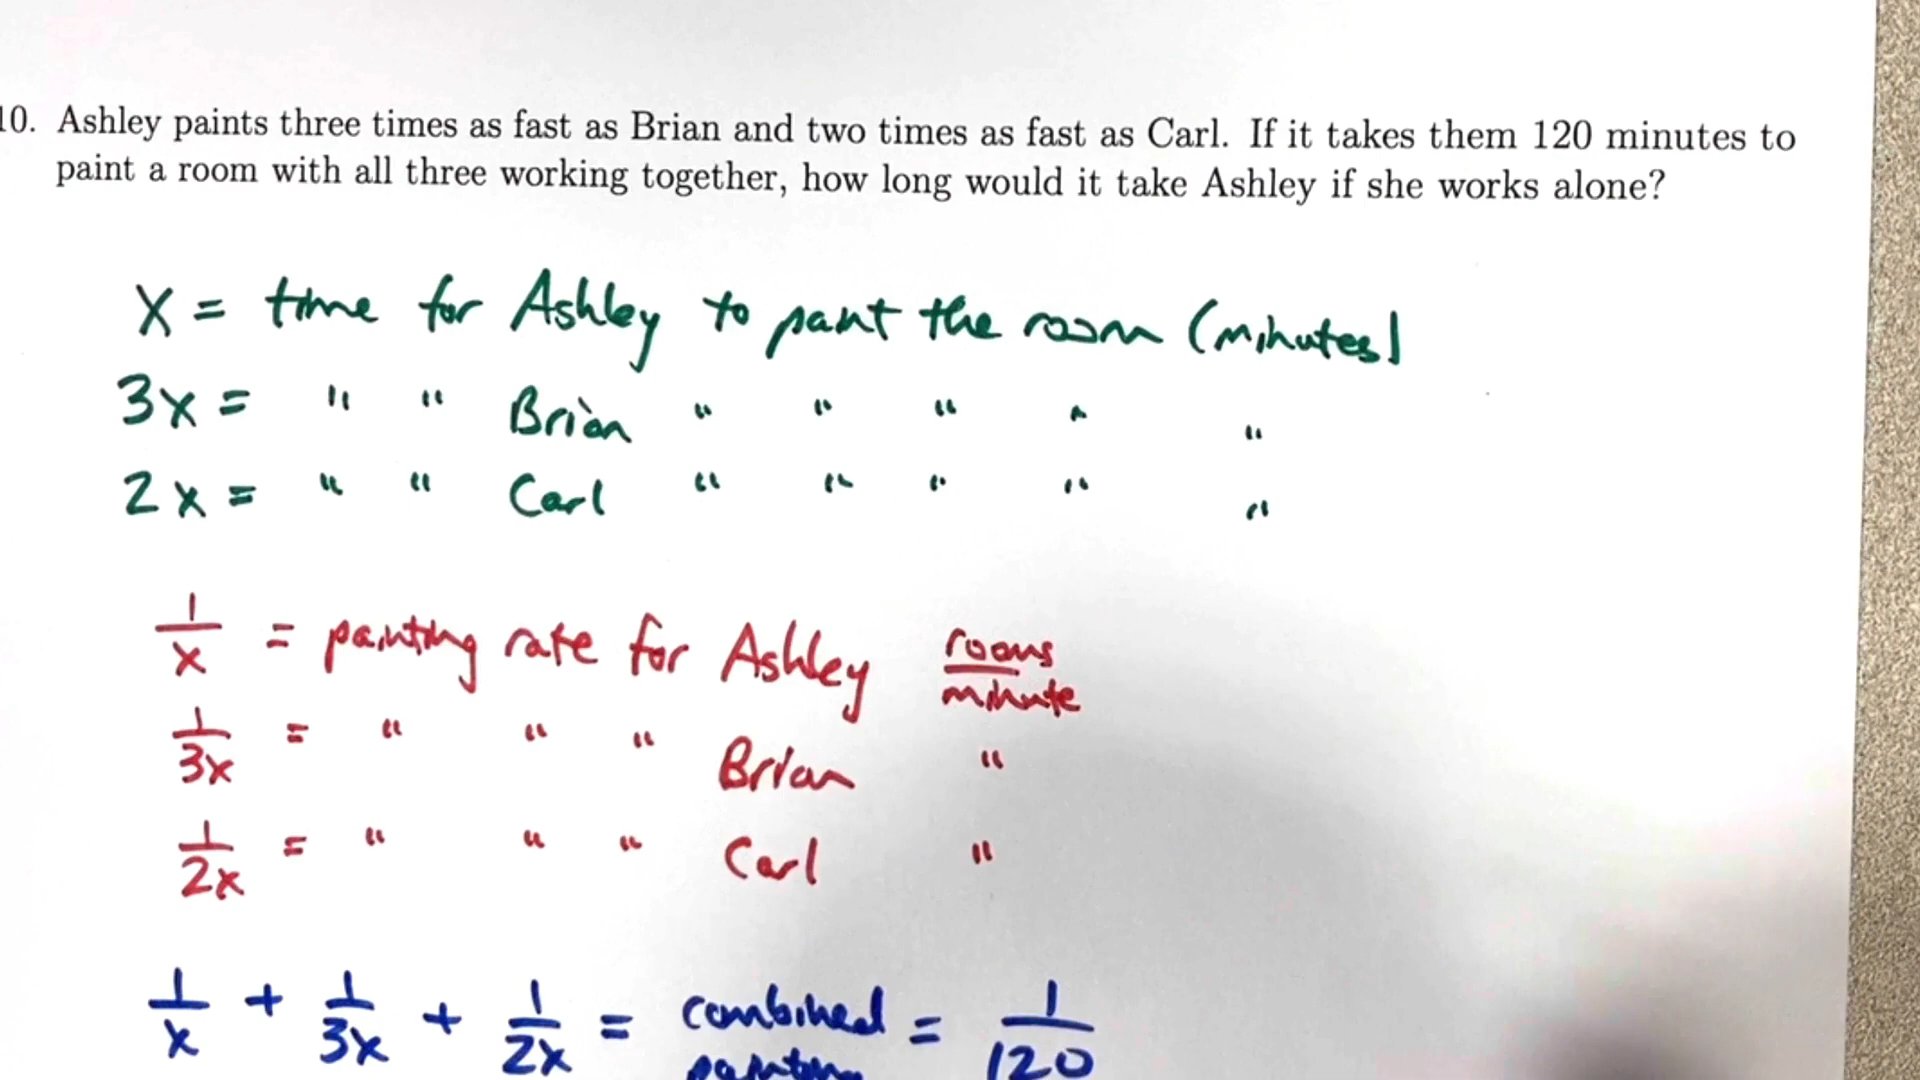 10. Ashley paints three times as fast as Brian and two times as fast as Carl. If it takes them 120 minutes to
paint a room with all three working together, how long would it take Ashley if she works alone?
x = time for Ashley to paint the room (minutes)
3x = " " Brian " " " " "
2x = " " Carl " " " " "
1/x = painting rate for Ashley rooms/minute
1/3x = " " " Brian "
1/2x = " " " Carl "
1/x + 1/3x + 1/2x = combined = 1/120